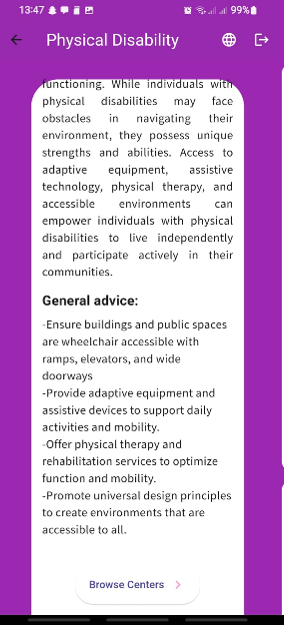 13:47 99%
Physical Disability
functioning. While individuals with
physical disabilities may face
obstacles in navigating their
environment, they possess unique
strengths and abilities. Access to
adaptive equipment, assistive
technology, physical therapy, and
accessible environments can
empower individuals with physical
disabilities to live independently
and participate actively in their
communities.
General advice:
-Ensure buildings and public spaces
are wheelchair accessible with
ramps, elevators, and wide
doorways
-Provide adaptive equipment and
assistive devices to support daily
activities and mobility.
-Offer physical therapy and
rehabilitation services to optimize
function and mobility.
-Promote universal design principles
to create environments that are
accessible to all.
Browse Centers